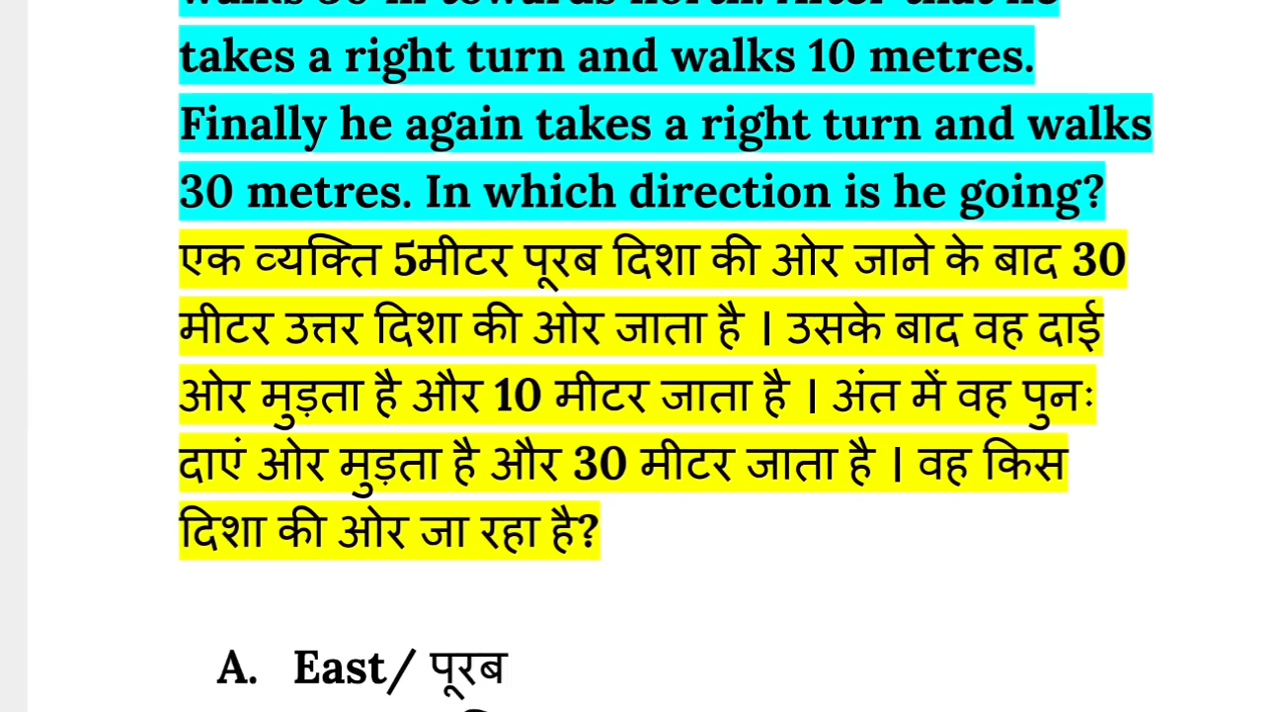 takes a right turn and walks 10 metres.
Finally he again takes a right turn and walks
30 metres. In which direction is he going?
एक व्यक्ति 5मीटर पूरब दिशा की ओर जाने के बाद 30
मीटर उत्तर दिशा की ओर जाता है । उसके बाद वह दाई
ओर मुड़ता है और 10 मीटर जाता है । अंत में वह पुनः
दाएं ओर मुड़ता है और 30 मीटर जाता है । वह किस
दिशा की ओर जा रहा है?
A. East/ पूरब